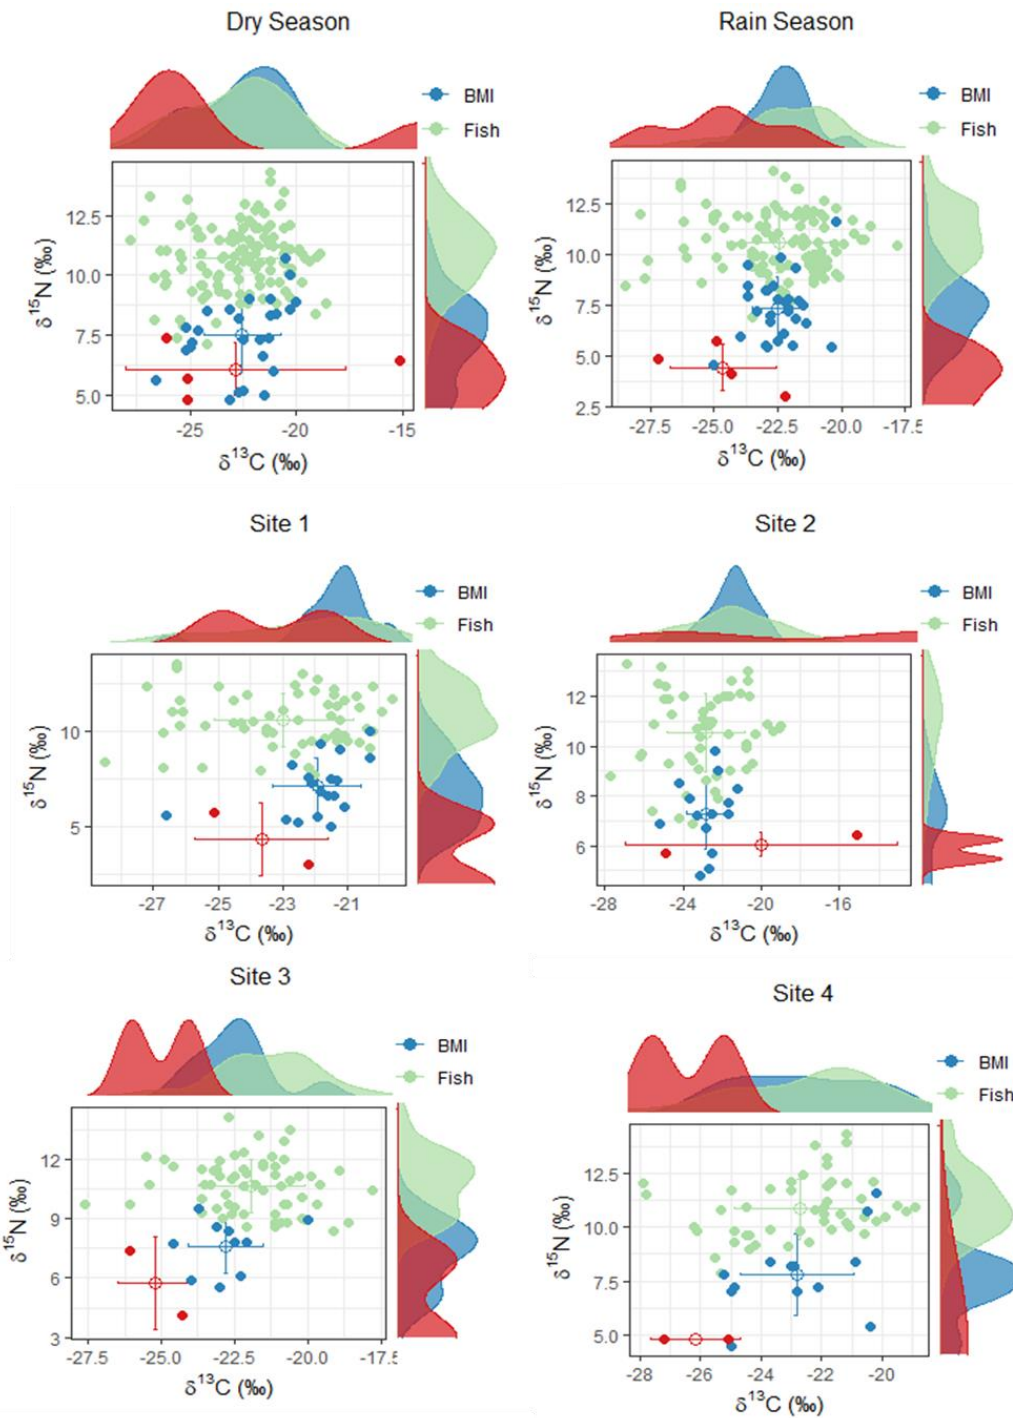 Dry Season
BMI
Fish
12.5
10.0
7.5
5.0
δ15N (‰)
-25 -20 -15
δ13C (‰)
Rain Season
BMI
Fish
12.5
10.0
7.5
5.0
2.5
δ15N (‰)
-27.5 -25.0 -22.5 -20.0 -17.5
δ13C (‰)
Site 1
BMI
Fish
10
5
δ15N (‰)
-27 -25 -23 -21
δ13C (‰)
Site 2
BMI
Fish
12
10
8
6
δ15N (‰)
-28 -24 -20 -16
δ13C (‰)
Site 3
BMI
Fish
12
9
6
3
δ15N (‰)
-27.5 -25.0 -22.5 -20.0 -17.5
δ13C (‰)
Site 4
BMI
Fish
12.5
10.0
7.5
5.0
δ15N (‰)
-28 -26 -24 -22 -20
δ13C (‰)